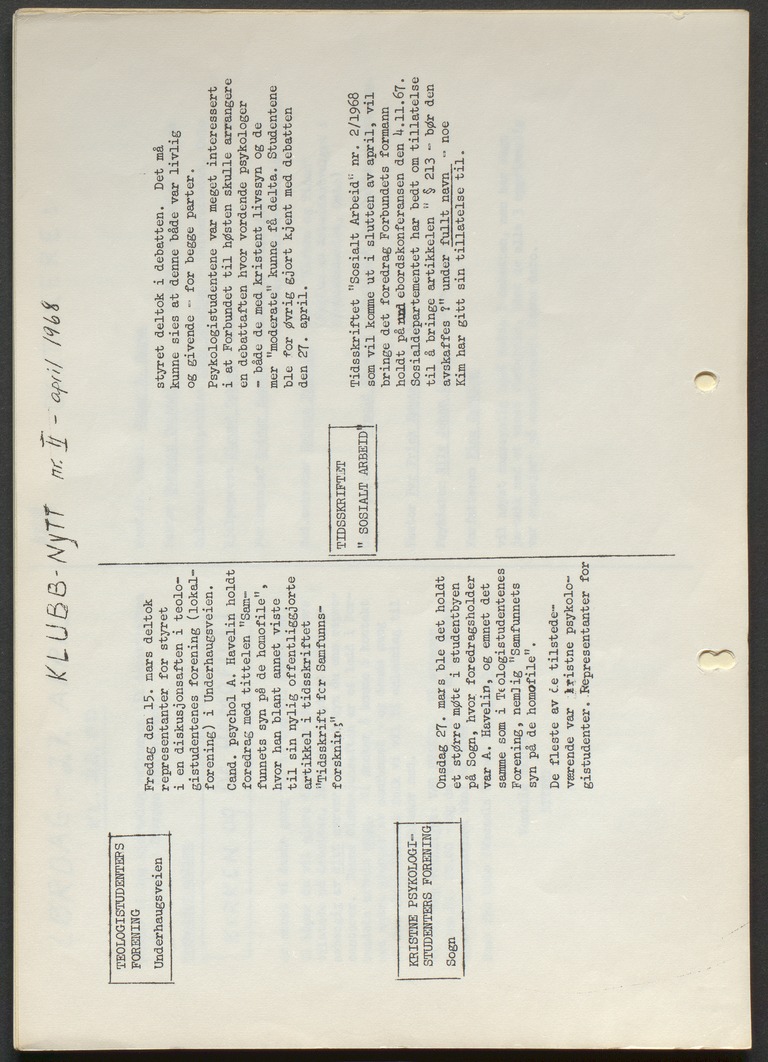 KLUBB-NYTT nr. II - april 1968
TEOLOGISTUDENTERS
FORENING
Underhaugsveien
Fredag den 15. mars deltok
representanter for styret
i en diskusjonsaften i teolo-
gistudentenes forening (lokal-
forening) i Underhaugsveien.
Cand. psychol A. Havelin holdt
foredrag med tittelen "Sam-
funnets syn på de homofile",
hvor han blant annet viste
til sin nylig offentliggjorte
artikkel i tidsskriftet
"Tidsskrift for Samfunns-
forskning"
KRISTNE PSYKOLOGI-
STUDENTERS FORENING
Sogn
Onsdag 27. mars ble det holdt
et større møte i studentbyen
på Sogn, hvor foredragsholder
var A. Havelin, og emnet det
samme som i Teologistudentenes
Forening, nemlig "Samfunnets
syn på de homofile".
De fleste av de tilstede-
værende var kristne psykolo-
gistudenter. Representanter for
styret deltok i debatten. Det må
kunne sies at denne både var livlig
og givende - for begge parter.
Psykologistudentene var meget interessert
i at Forbundet til høsten skulle arrangere
en debattaften hvor vordende psykologer
- både de med kristent livssyn og de
mer "moderate" kunne få delta. Studentene
ble for øvrig gjort kjent med debatten
den 27. april.
TIDSSKRIFTET
" SOSIALT ARBEID"
Tidsskriftet "Sosialt Arbeid" nr. 2/1968
som vil komme ut i slutten av april, vil
bringe det foredrag Forbundets formann
holdt på rundebordskonferansen den 4.11.67.
Sosialdepartementet har bedt om tillatelse
til å bringe artikkelen " § 213 - bør den
avskaffes ?" under fullt navn - noe
Kim har gitt sin tillatelse til.